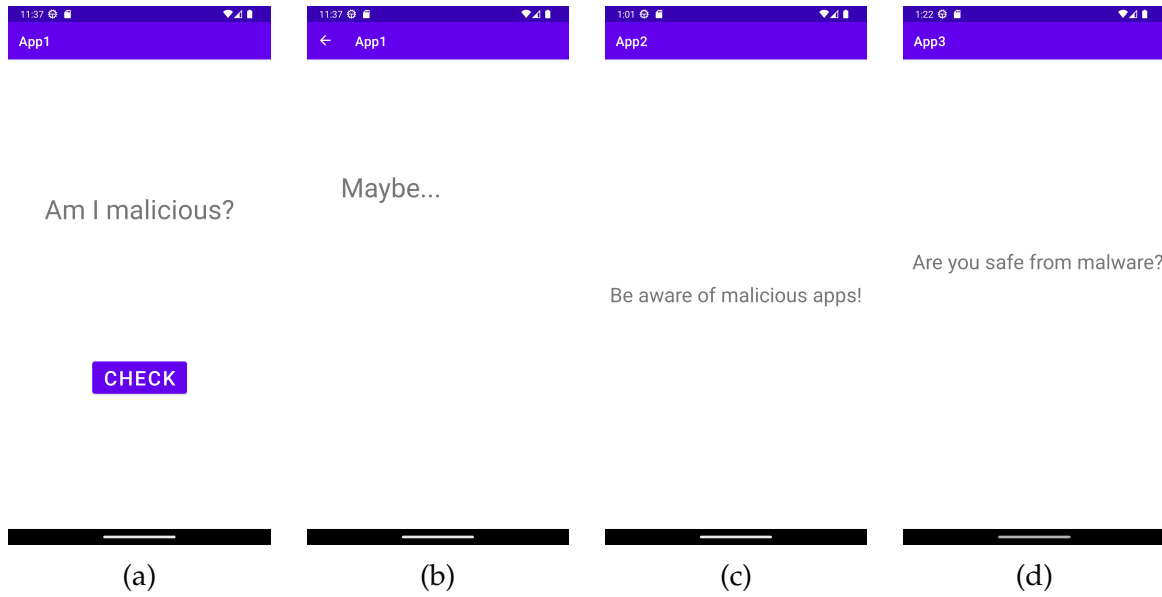 11:37
App1
Am I malicious?
CHECK
(a)
11:37
App1
Maybe...
(b)
1:01
App2
Be aware of malicious apps!
(c)
1:22
App3
Are you safe from malware?
(d)